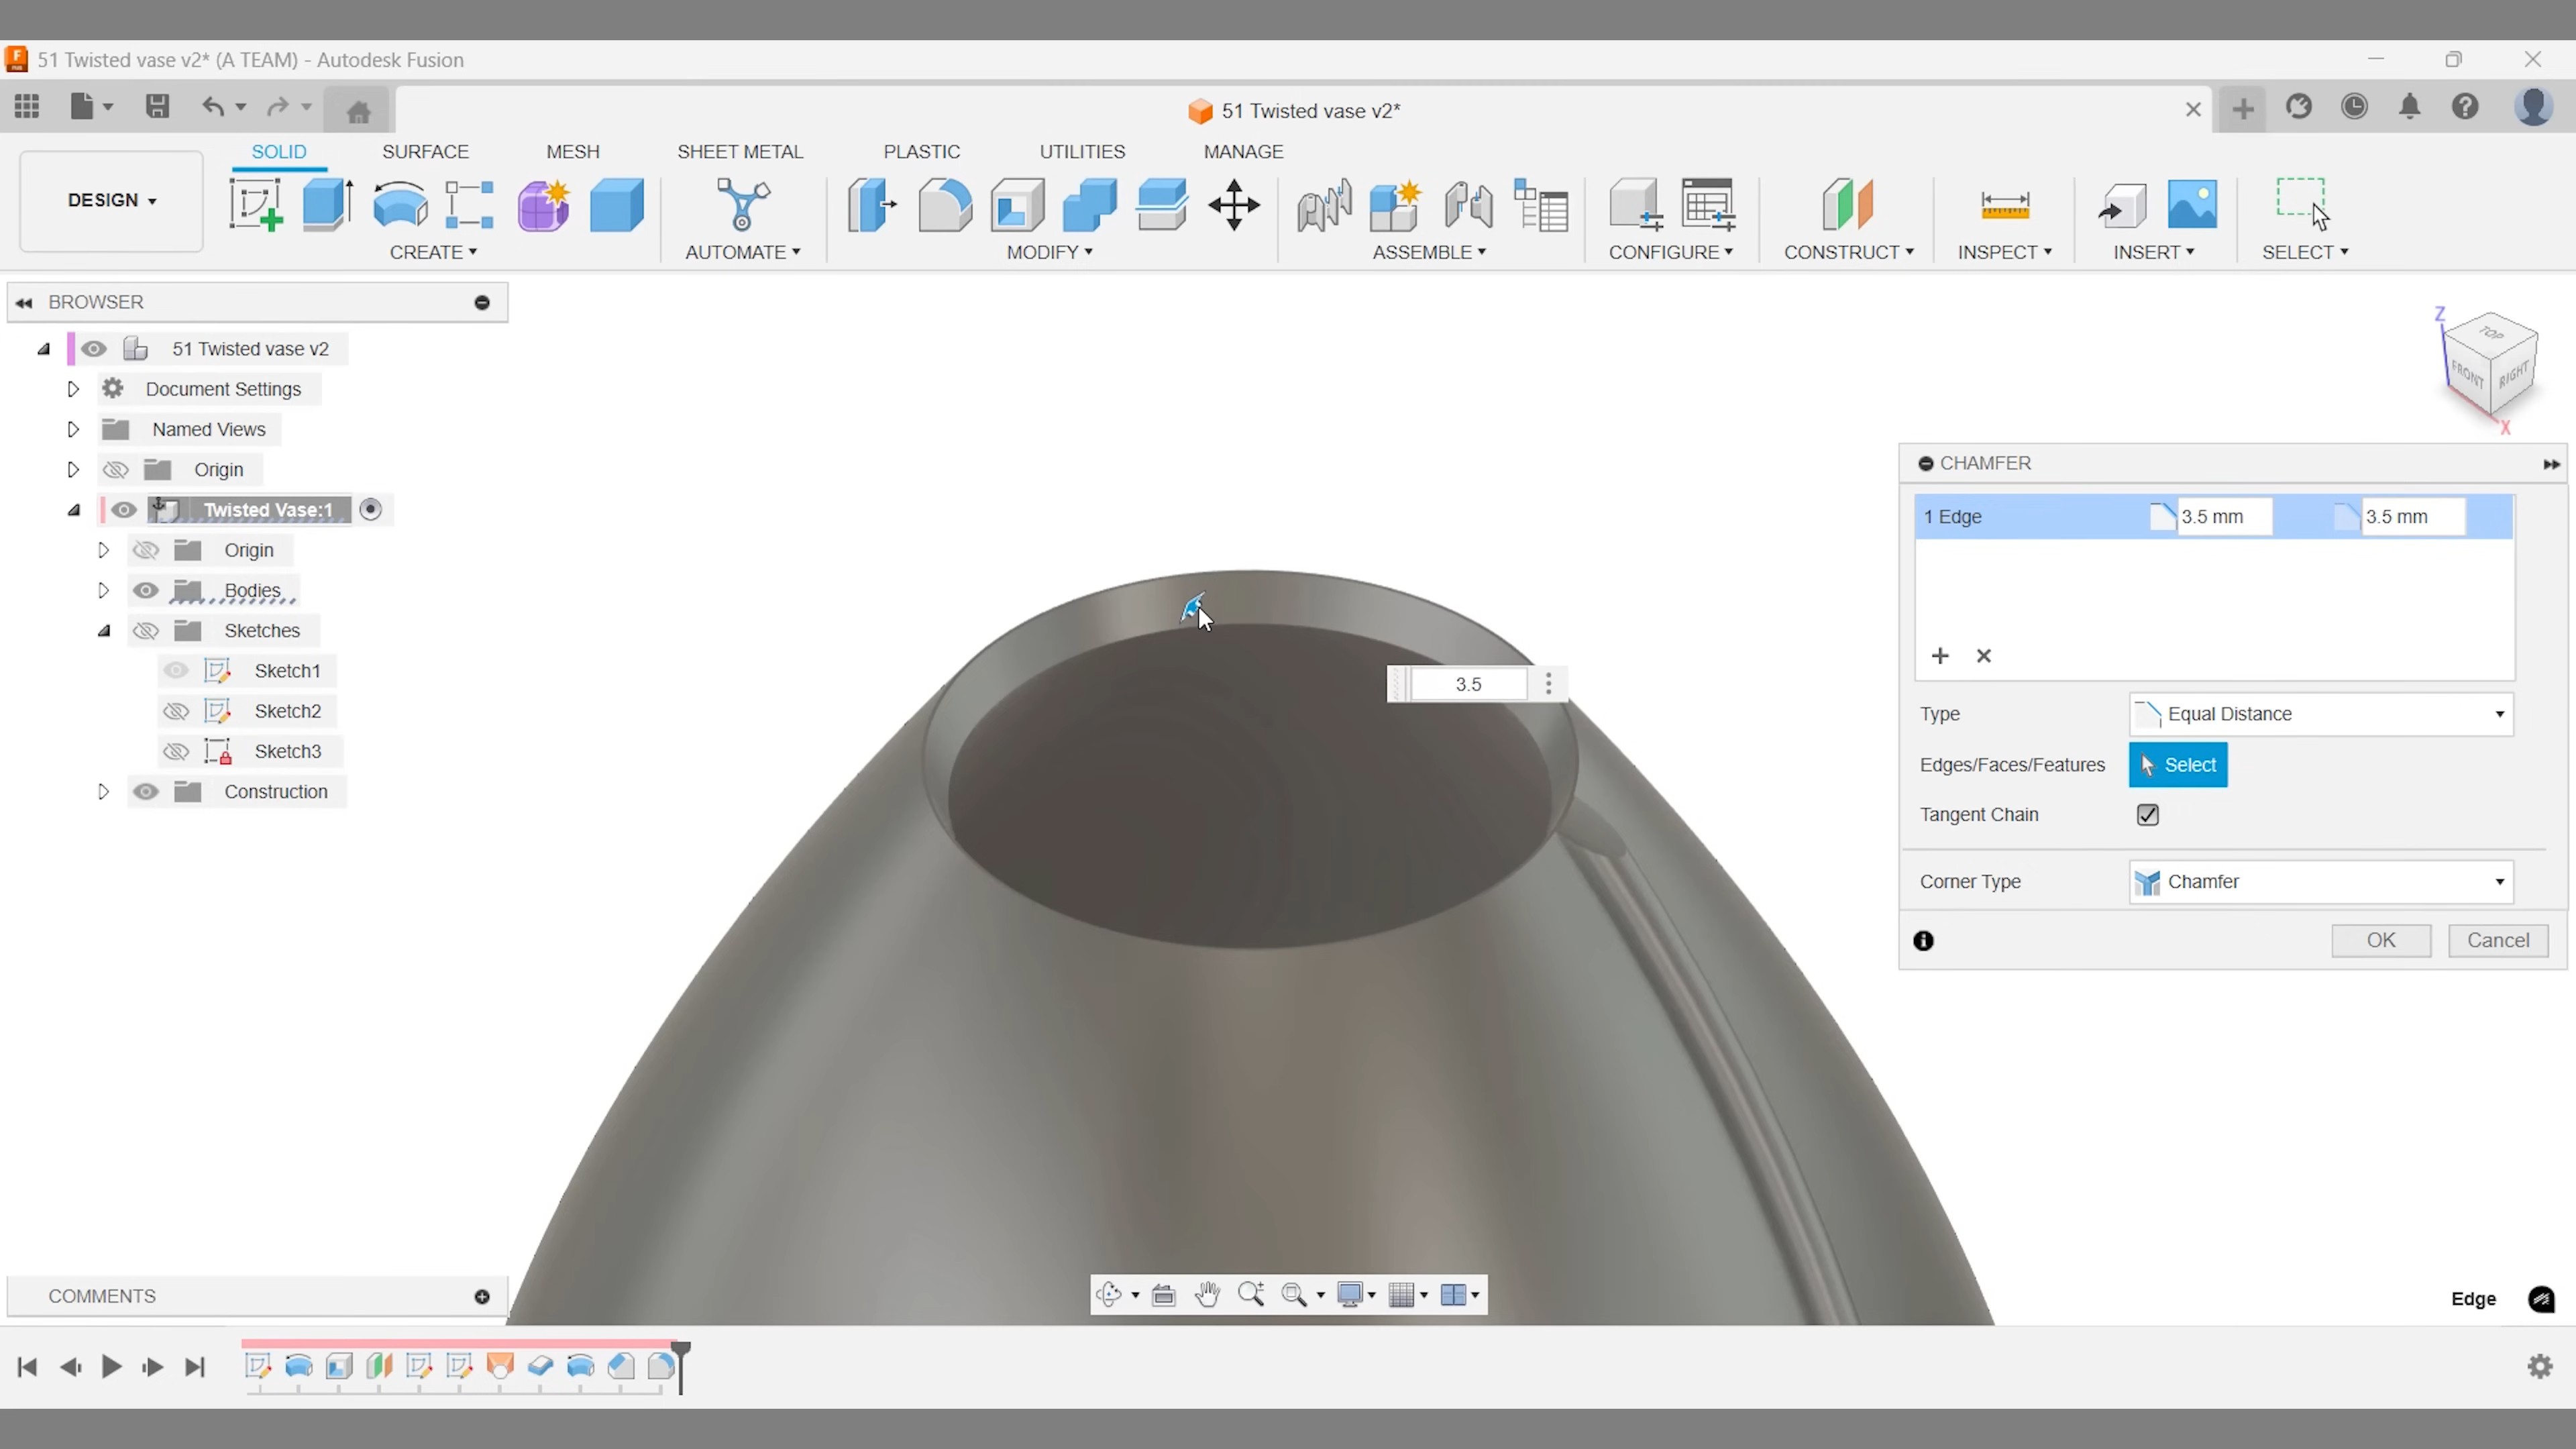 51 Twisted vase v2* (A TEAM) - Autodesk Fusion
51 Twisted vase v2*
DESIGN
SOLID
SURFACE
MESH
SHEET METAL
PLASTIC
UTILITIES
MANAGE
CREATE
AUTOMATE
MODIFY
ASSEMBLE
CONFIGURE
CONSTRUCT
INSPECT
INSERT
SELECT
BROWSER
51 Twisted vase v2
Document Settings
Named Views
Origin
Twisted Vase:1
Origin
Bodies
Sketches
Sketch1
Sketch2
Sketch3
Construction
Z
TOP
FRONT
RIGHT
X
CHAMFER
1 Edge
3.5 mm
3.5 mm
Type
Equal Distance
Edges/Faces/Features
Select
Tangent Chain
Corner Type
Chamfer
OK
Cancel
3.5
COMMENTS
Edge